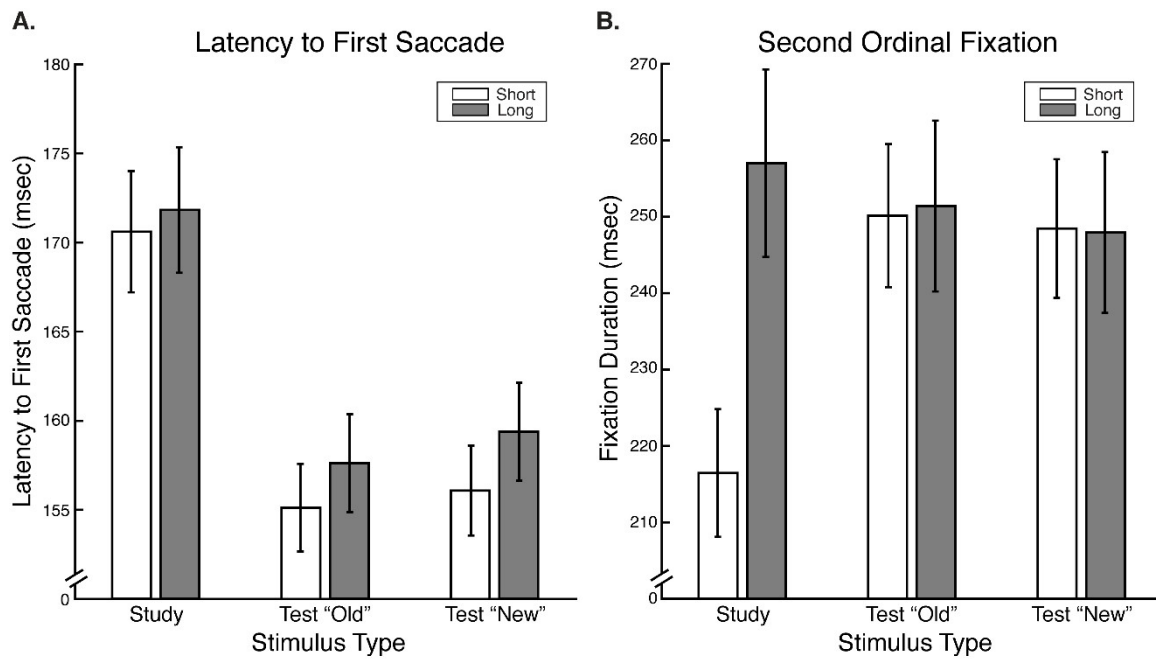 A.
Latency to First Saccade
Short
Long
Latency to First Saccade (msec)
180
175
170
165
160
155
0
Study
Test “Old”
Test “New”
Stimulus Type
B.
Second Ordinal Fixation
Short
Long
Fixation Duration (msec)
270
260
250
240
230
220
210
0
Study
Test “Old”
Test “New”
Stimulus Type